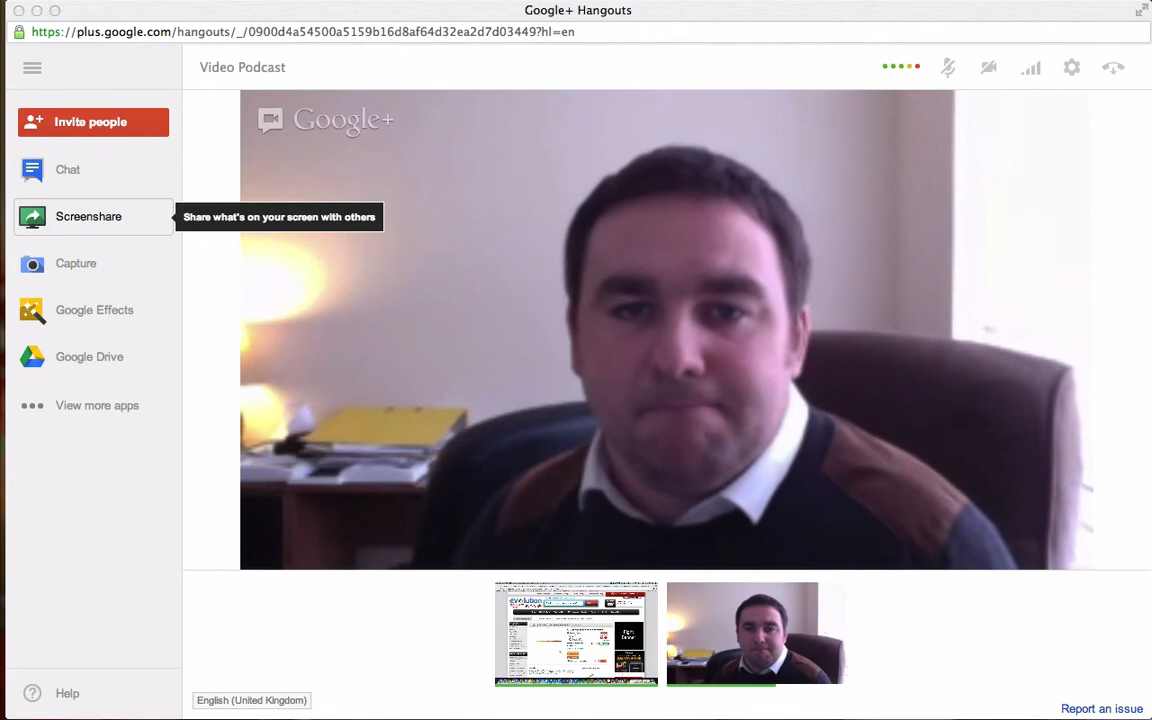 Google+ Hangouts
https://plus.google.com/hangouts/_/0900d4a54500a5159b16d8af64d32ea2d7d03449?hl=en
Video Podcast
Invite people
Google+
Chat
Screenshare
Share what's on your screen with others
Capture
Google Effects
Google Drive
View more apps
Help
English (United Kingdom)
Report an issue